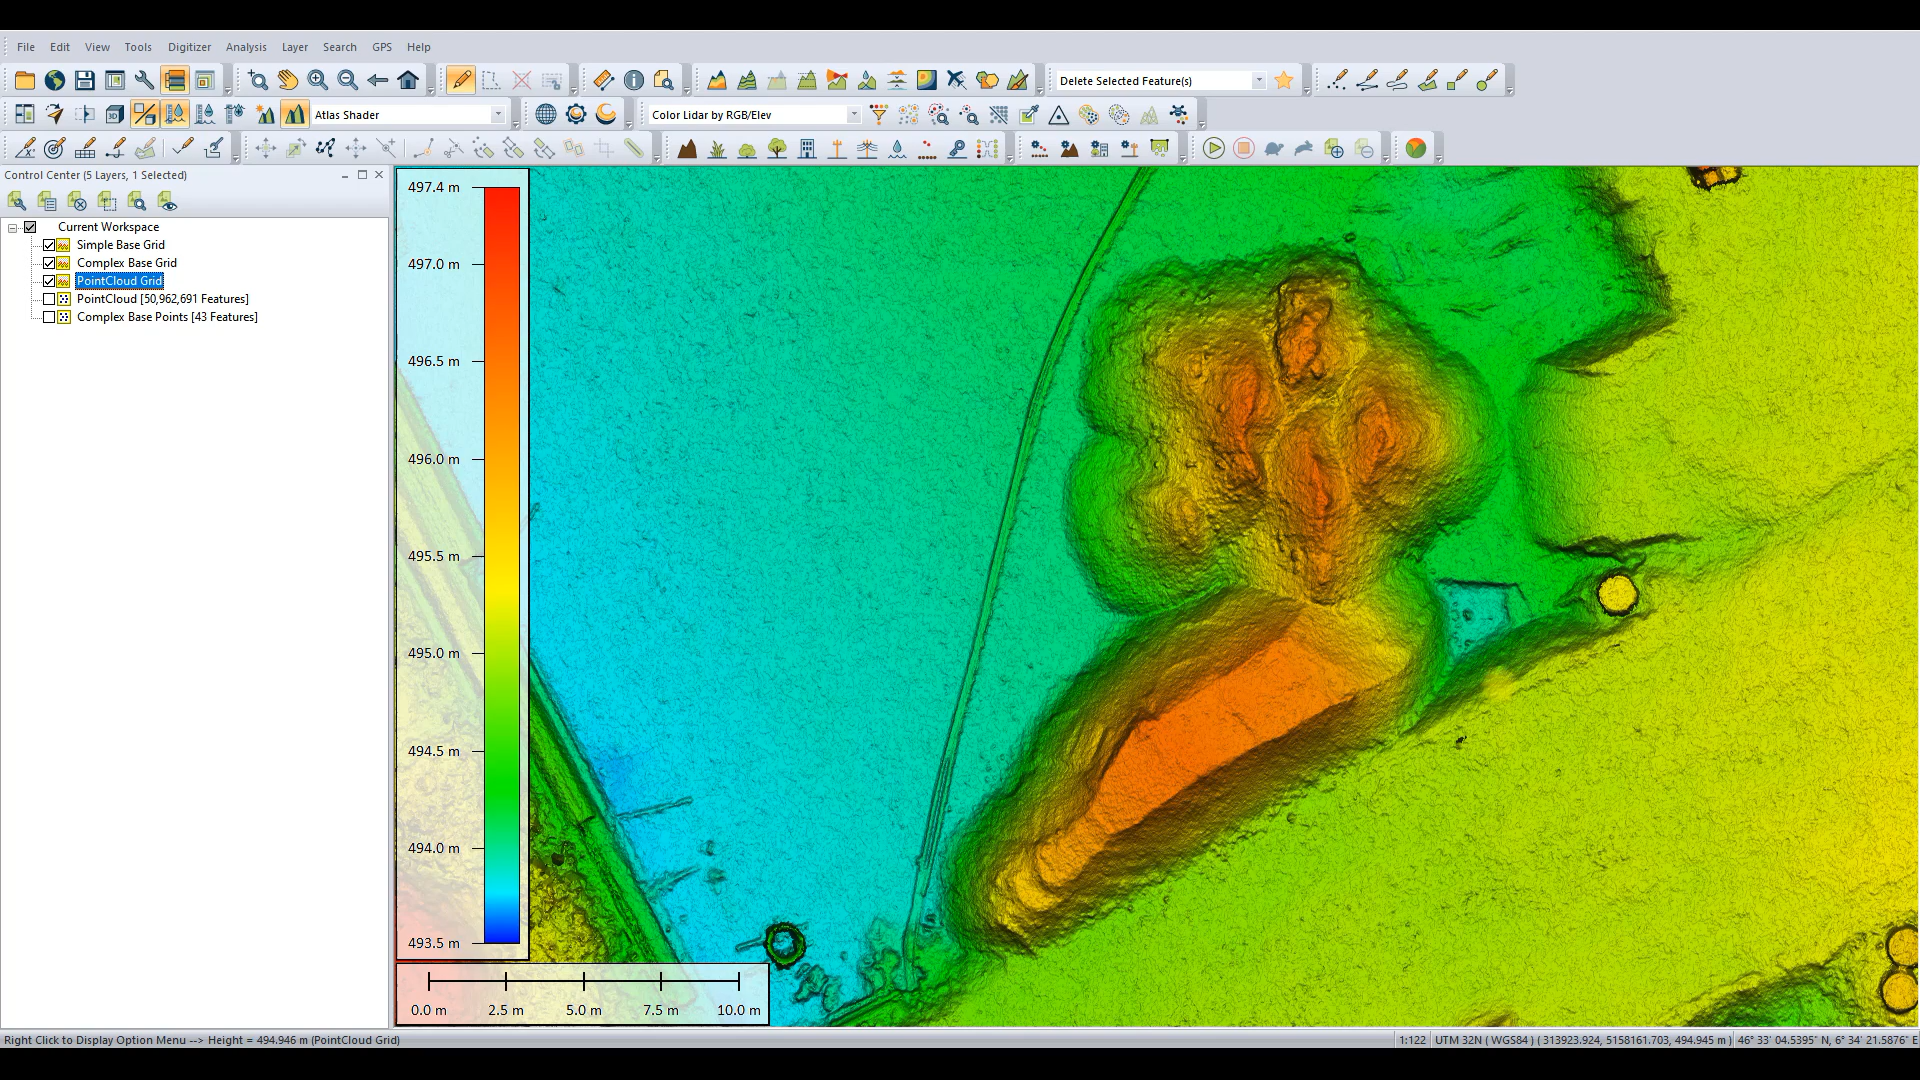 File Edit View Tools Digitizer Analysis Layer Search GPS Help
Delete Selected Feature(s)
Atlas Shader
Color Lidar by RGB/Elev
Control Center (5 Layers, 1 Selected)
Current Workspace
Simple Base Grid
Complex Base Grid
PointCloud Grid
PointCloud [50,962,691 Features]
Complex Base Points [43 Features]
497.4 m
497.0 m
496.5 m
496.0 m
495.5 m
495.0 m
494.5 m
494.0 m
493.5 m
0.0 m 2.5 m 5.0 m 7.5 m 10.0 m
Right Click to Display Option Menu --> Height = 494.946 m (PointCloud Grid)
1:122 UTM 32N ( WGS84 ) ( 313923.924, 5158161.703, 494.945 m ) 46° 33' 04.5395" N, 6° 34' 21.5876" E